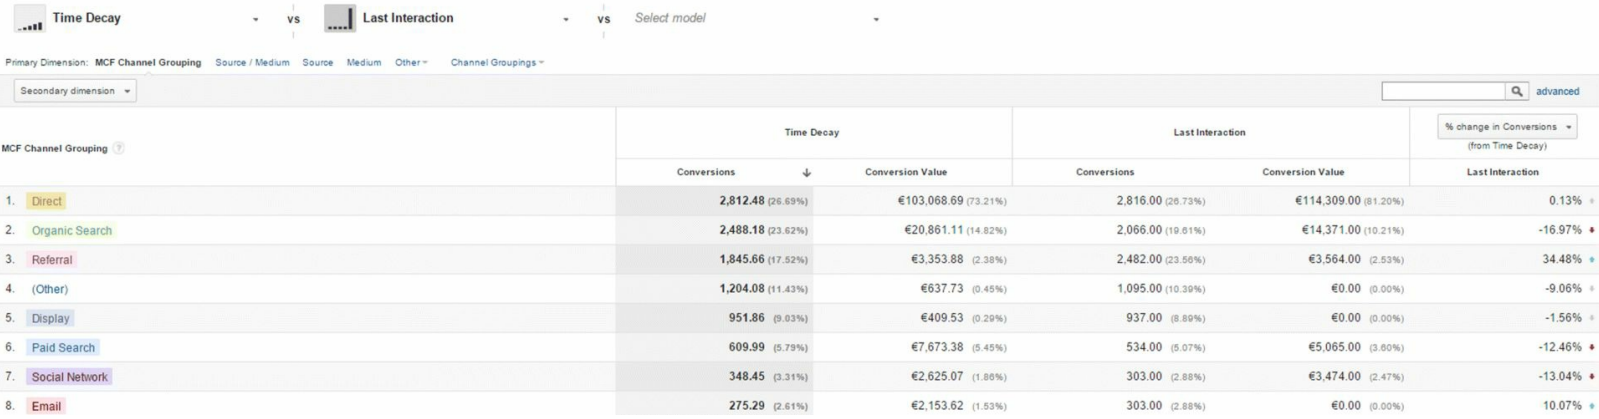 Time Decay VS Last Interaction VS Select model
Primary Dimension: MCF Channel Grouping Source / Medium Source Medium Other Channel Groupings
Secondary dimension advanced
Time Decay Last Interaction % change in Conversions
(from Time Decay)
MCF Channel Grouping ?
Conversions Conversion Value Conversions Conversion Value Last Interaction
1. Direct 2,812.48 (26.69%) €103,068.69 (73.21%) 2,816.00 (26.73%) €114,309.00 (81.20%) 0.13%
2. Organic Search 2,488.18 (23.62%) €20,861.11 (14.82%) 2,066.00 (19.61%) €14,371.00 (10.21%) -16.97%
3. Referral 1,845.66 (17.52%) €3,353.88 (2.38%) 2,482.00 (23.56%) €3,564.00 (2.53%) 34.48%
4. (Other) 1,204.08 (11.43%) €637.73 (0.45%) 1,095.00 (10.39%) €0.00 (0.00%) -9.06%
5. Display 951.86 (9.03%) €409.53 (0.29%) 937.00 (8.89%) €0.00 (0.00%) -1.56%
6. Paid Search 609.99 (5.79%) €7,673.38 (5.45%) 534.00 (5.07%) €5,065.00 (3.60%) -12.46%
7. Social Network 348.45 (3.31%) €2,625.07 (1.86%) 303.00 (2.88%) €3,474.00 (2.47%) -13.04%
8. Email 275.29 (2.61%) €2,153.62 (1.53%) 303.00 (2.88%) €0.00 (0.00%) 10.07%